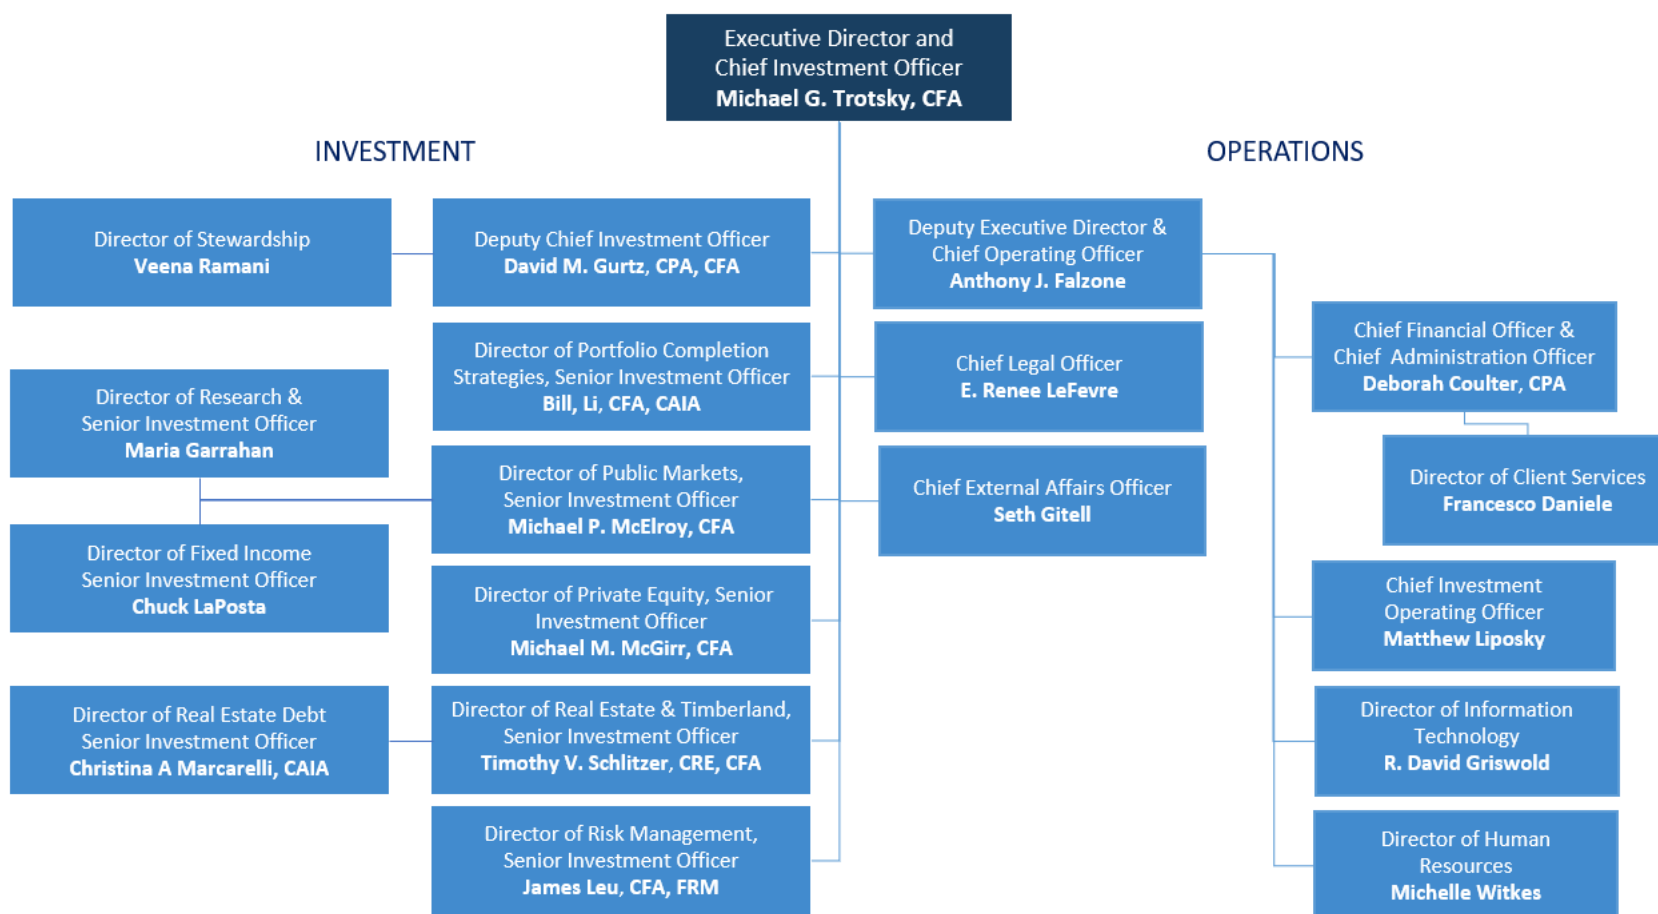 Executive Director and
Chief Investment Officer
Michael G. Trotsky, CFA
INVESTMENT
OPERATIONS
Director of Stewardship
Veena Ramani
Deputy Chief Investment Officer
David M. Gurtz, CPA, CFA
Deputy Executive Director &
Chief Operating Officer
Anthony J. Falzone
Director of Portfolio Completion
Strategies, Senior Investment Officer
Bill, Li, CFA, CAIA
Chief Legal Officer
E. Renee LeFevre
Chief Financial Officer &
Chief Administration Officer
Deborah Coulter, CPA
Director of Research &
Senior Investment Officer
Maria Garrahan
Director of Public Markets,
Senior Investment Officer
Michael P. McElroy, CFA
Chief External Affairs Officer
Seth Gitell
Director of Client Services
Francesco Daniele
Director of Fixed Income
Senior Investment Officer
Chuck LaPosta
Director of Private Equity, Senior
Investment Officer
Michael M. McGirr, CFA
Chief Investment
Operating Officer
Matthew Liposky
Director of Real Estate Debt
Senior Investment Officer
Christina A Marcarelli, CAIA
Director of Real Estate & Timberland,
Senior Investment Officer
Timothy V. Schlitzer, CRE, CFA
Director of Information
Technology
R. David Griswold
Director of Risk Management,
Senior Investment Officer
James Leu, CFA, FRM
Director of Human
Resources
Michelle Witkes